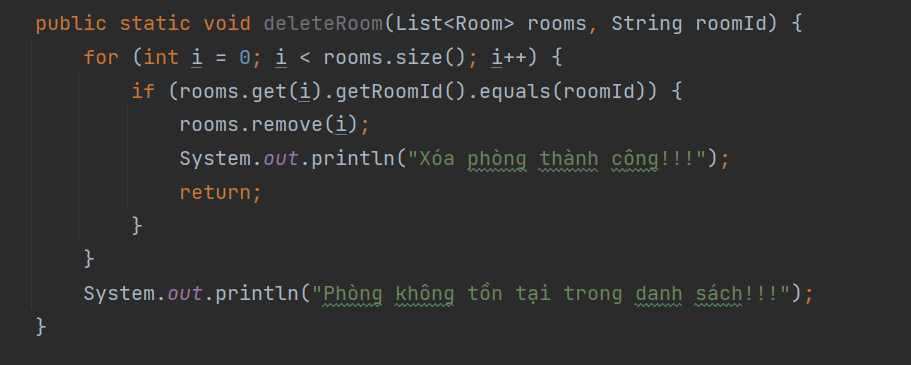 public static void deleteRoom(List<Room> rooms, String roomId) {
for (int i = 0; i < rooms.size(); i++) {
if (rooms.get(i).getRoomId().equals(roomId)) {
rooms.remove(i);
System.out.println("Xóa phòng thành công!!!");
return;
}
}
System.out.println("Phòng không tồn tại trong danh sách!!!");
}